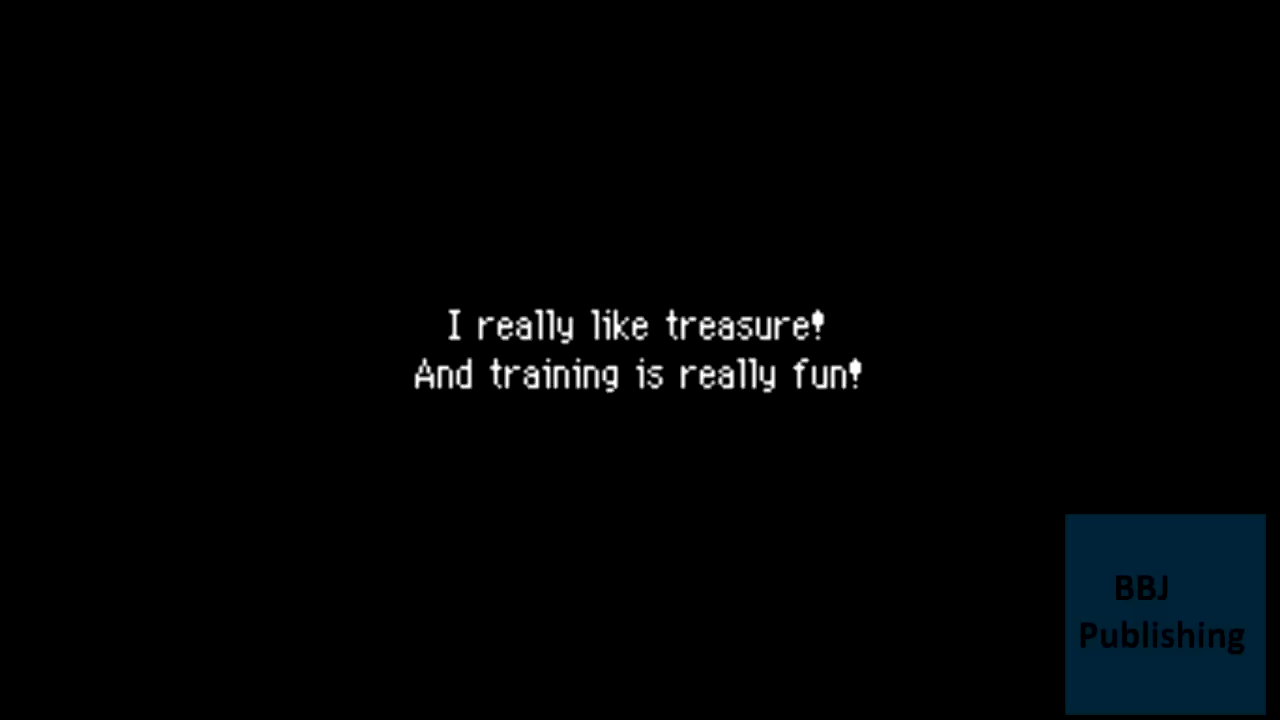 I really like treasure!
And training is really fun!
BBJ
Publishing